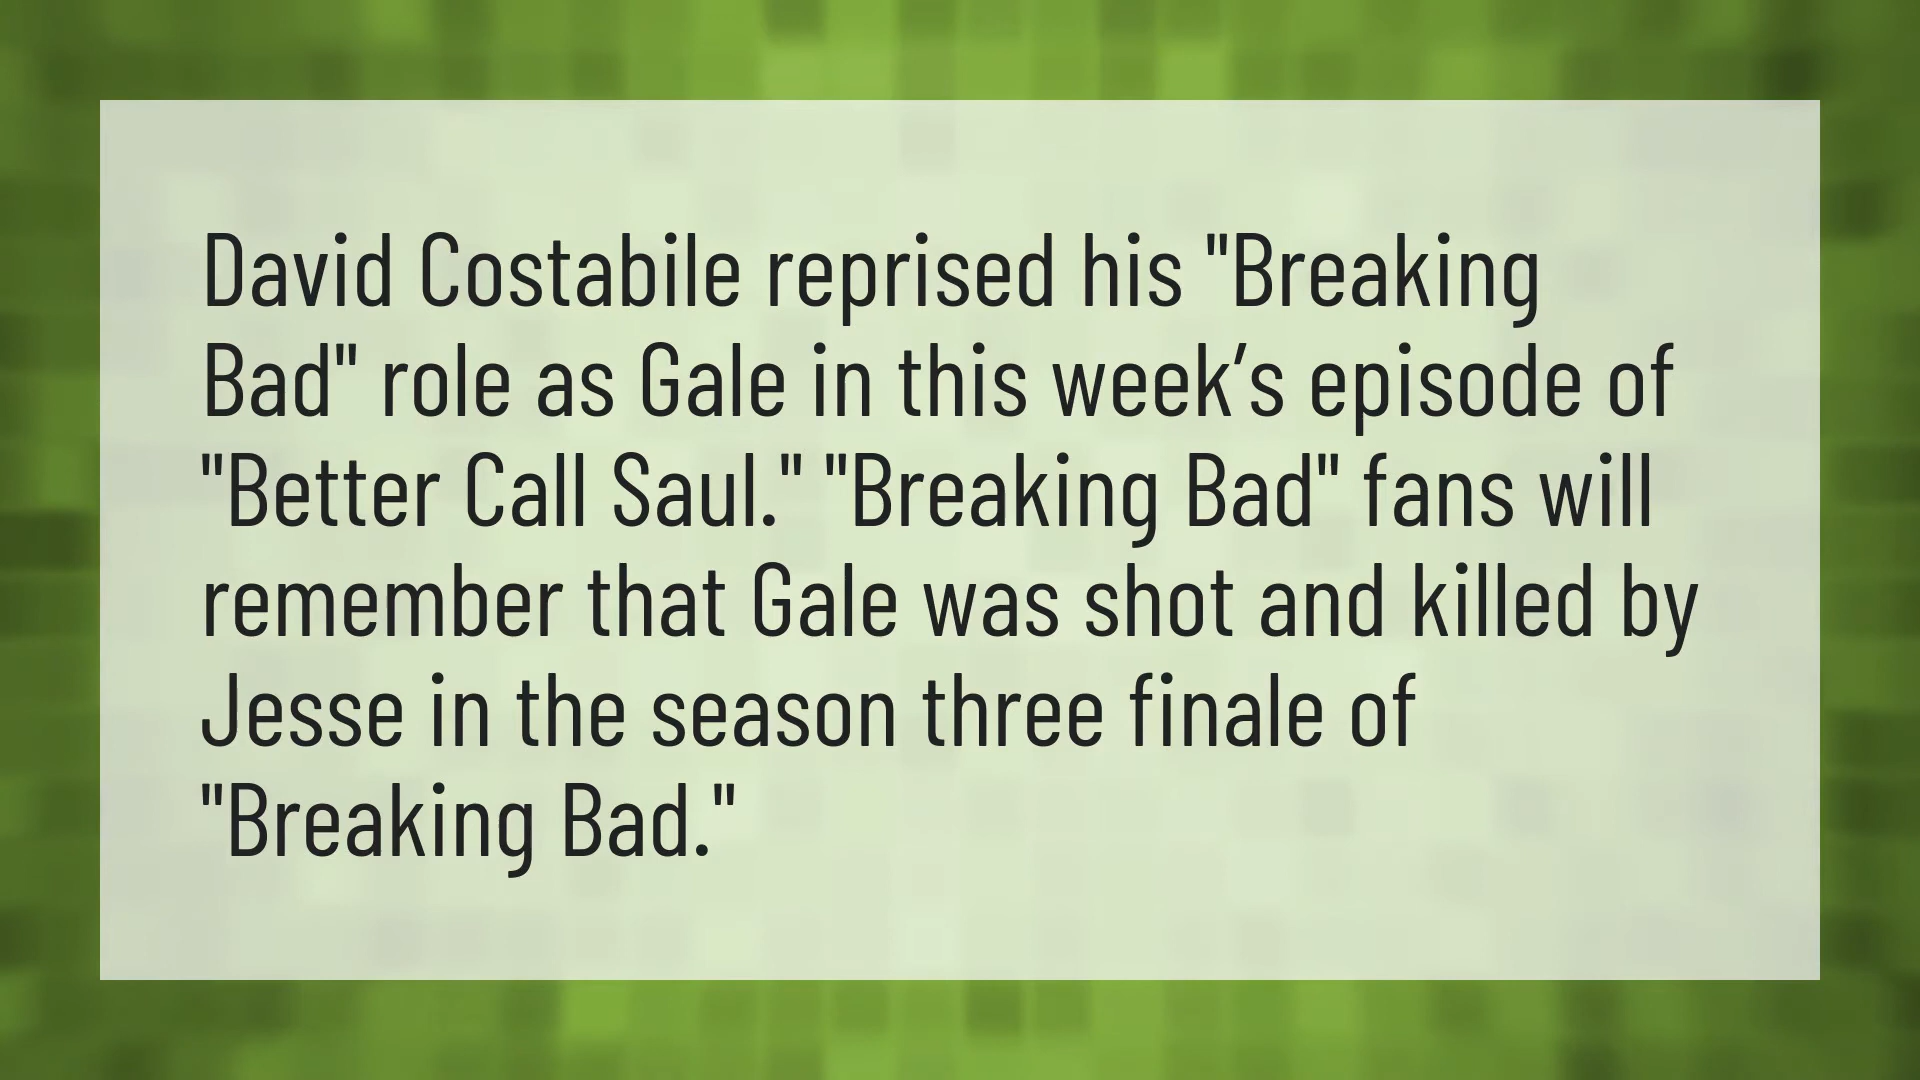 David Costabile reprised his "Breaking
Bad" role as Gale in this week’s episode of
"Better Call Saul." "Breaking Bad" fans will
remember that Gale was shot and killed by
Jesse in the season three finale of
"Breaking Bad."